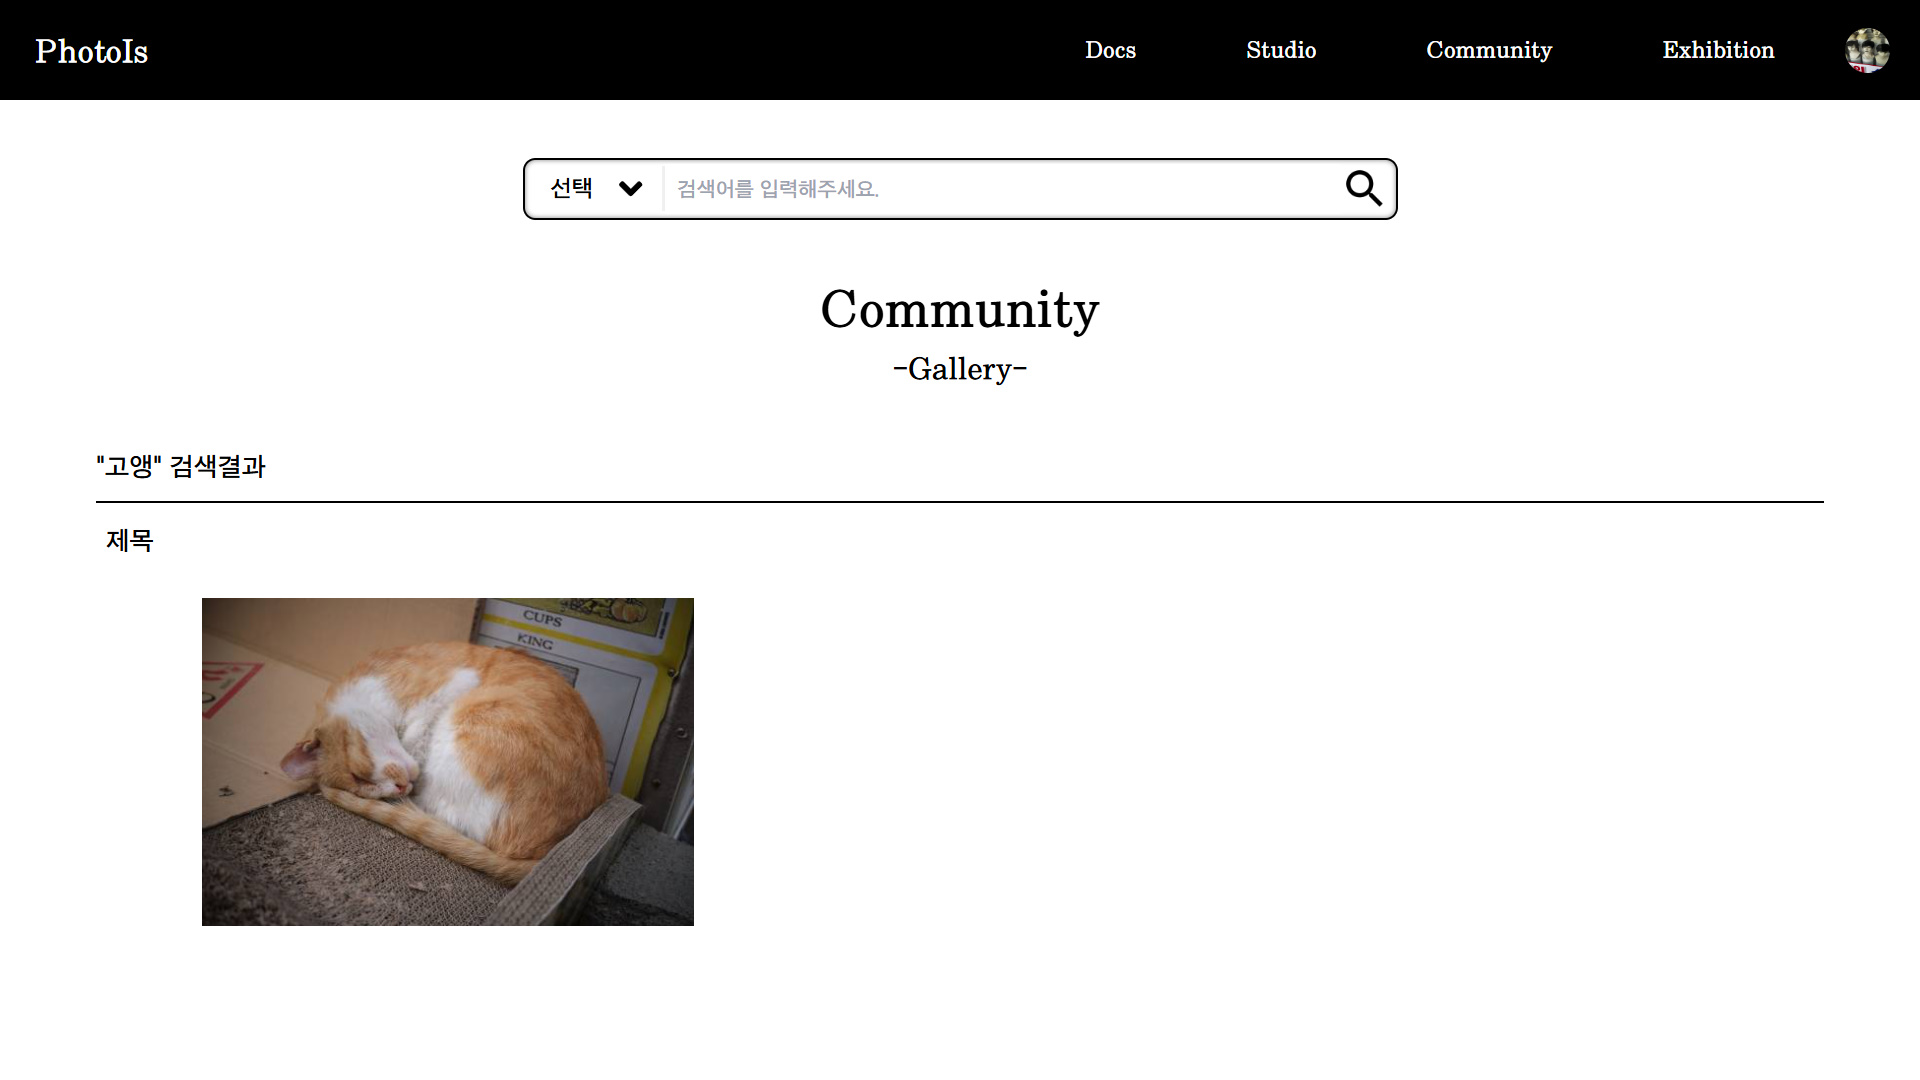 PhotoIs
Docs
Studio
Community
Exhibition
선택
검색어를 입력해주세요.
Community
-Gallery-
"고앵" 검색결과
제목
CUPS
KING